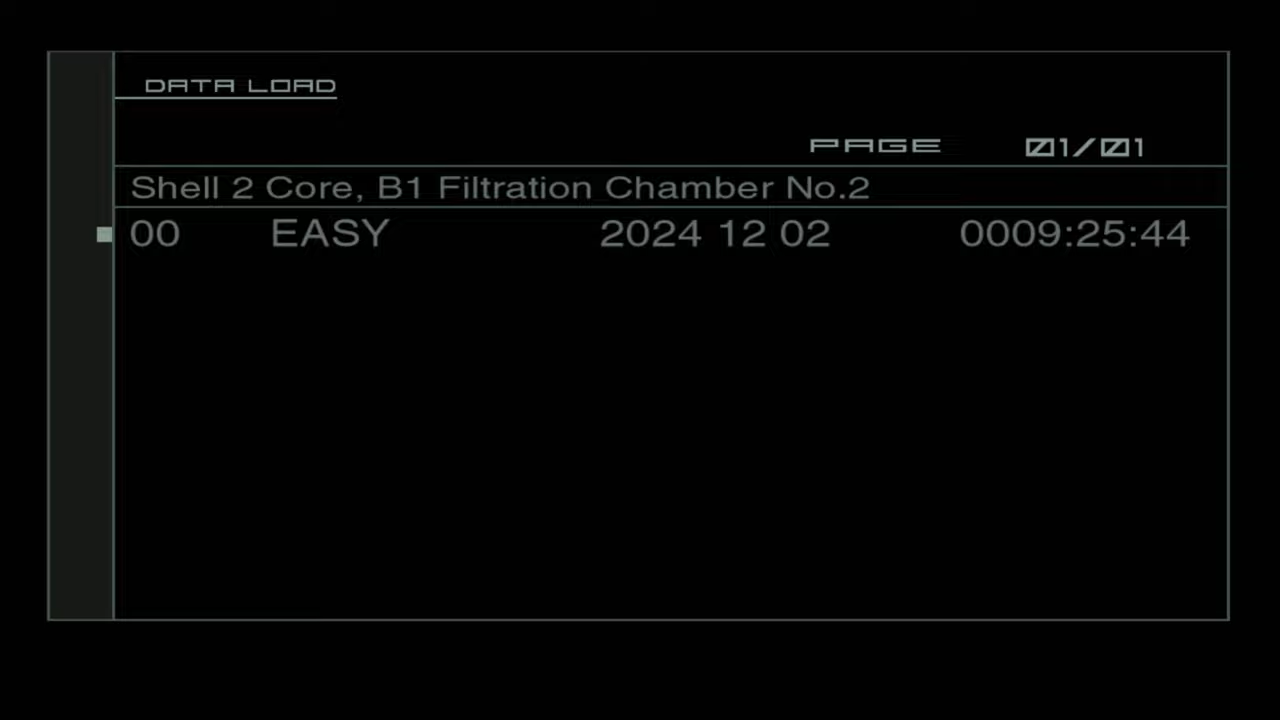 DATA LOAD
PAGE 01/01
Shell 2 Core, B1 Filtration Chamber No.2
00 EASY 2024 12 02 0009:25:44